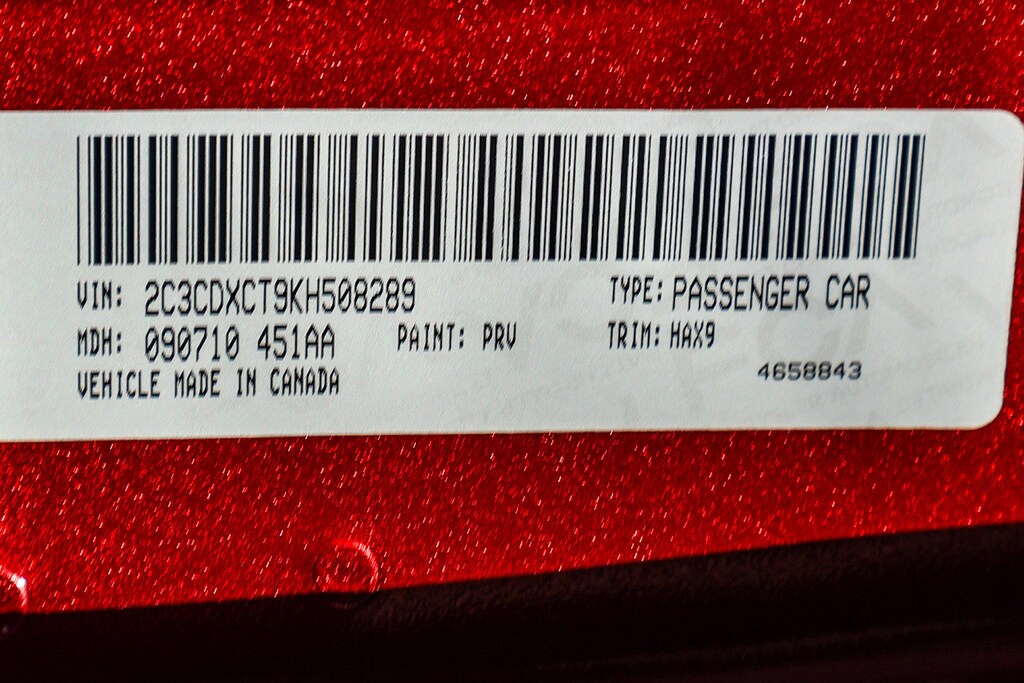 VIN: 2C3CDXCT9KH508289 TYPE: PASSENGER CAR
MDH: 090710 451AA PAINT: PRV TRIM: HAX9
VEHICLE MADE IN CANADA 4658843